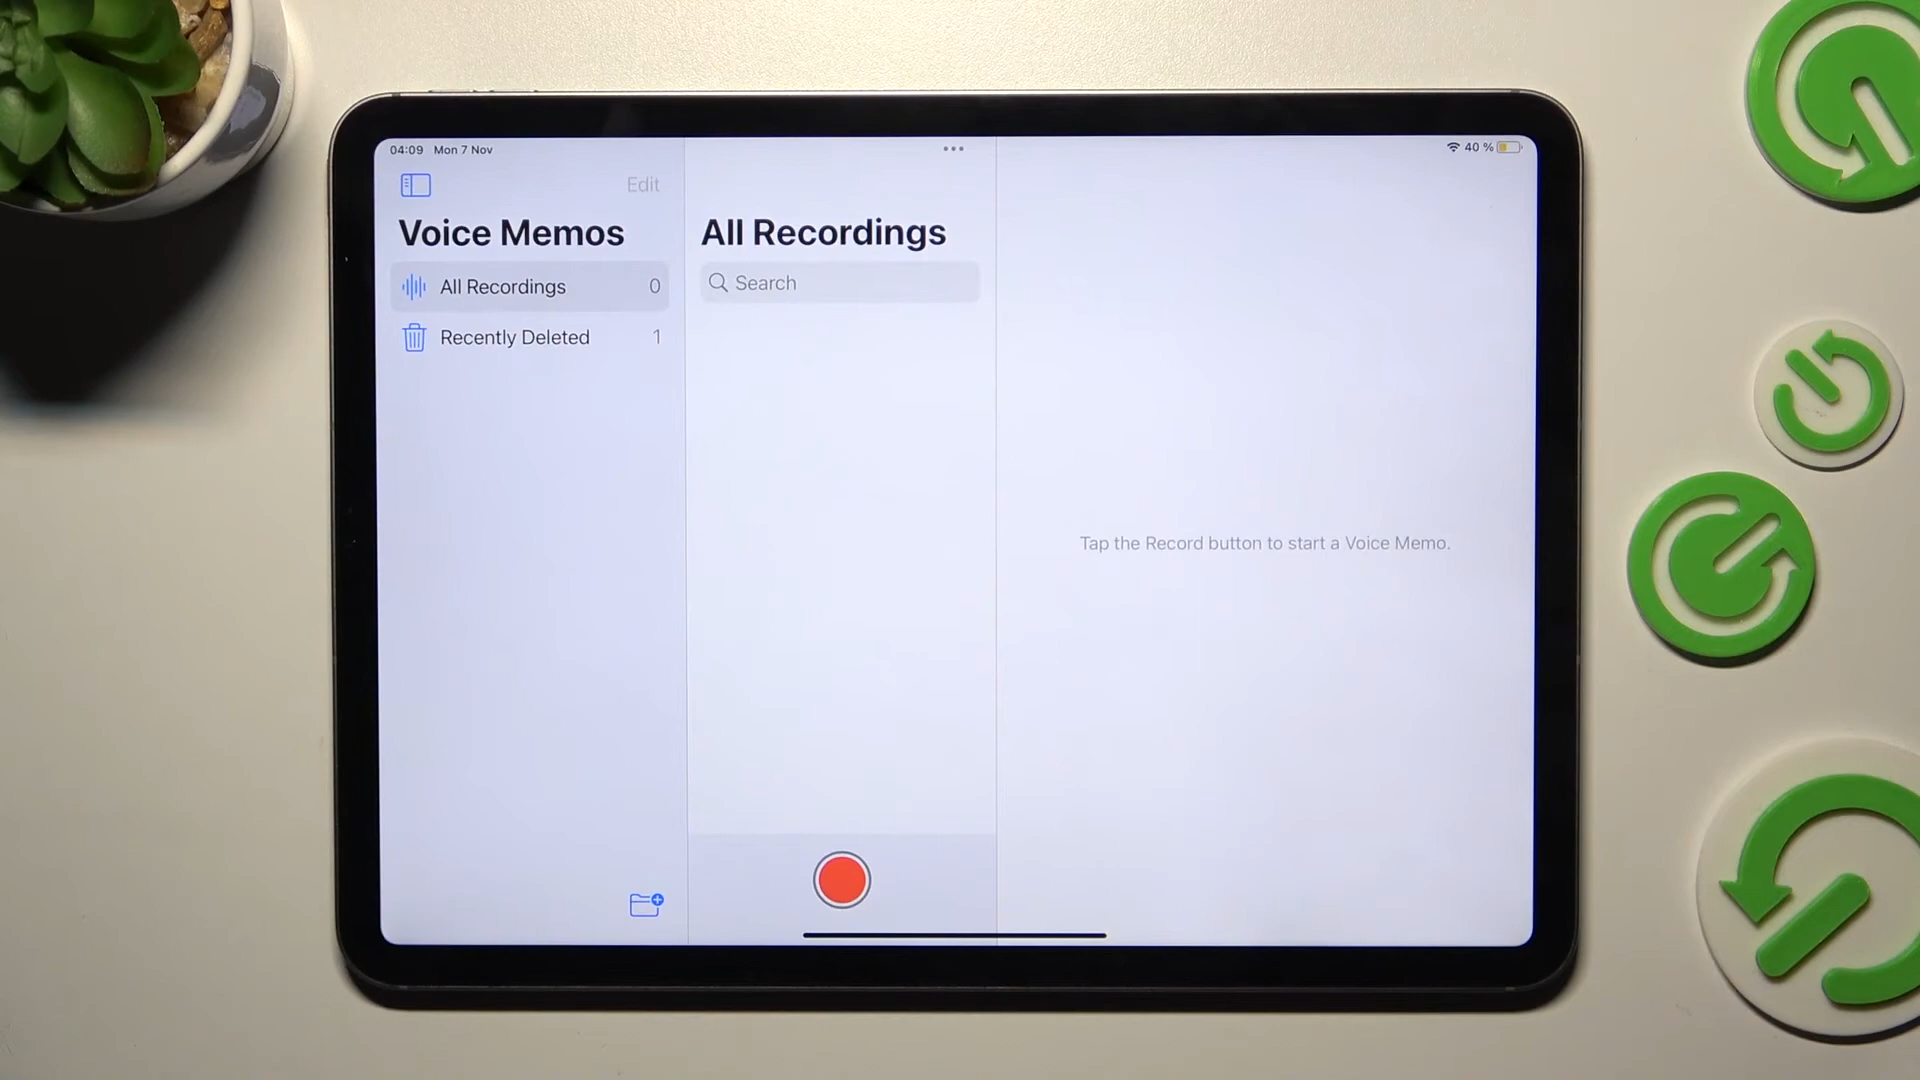 04:09 Mon 7 Nov
40 %
Edit
Voice Memos
All Recordings 0
Recently Deleted 1
All Recordings
Search
Tap the Record button to start a Voice Memo.